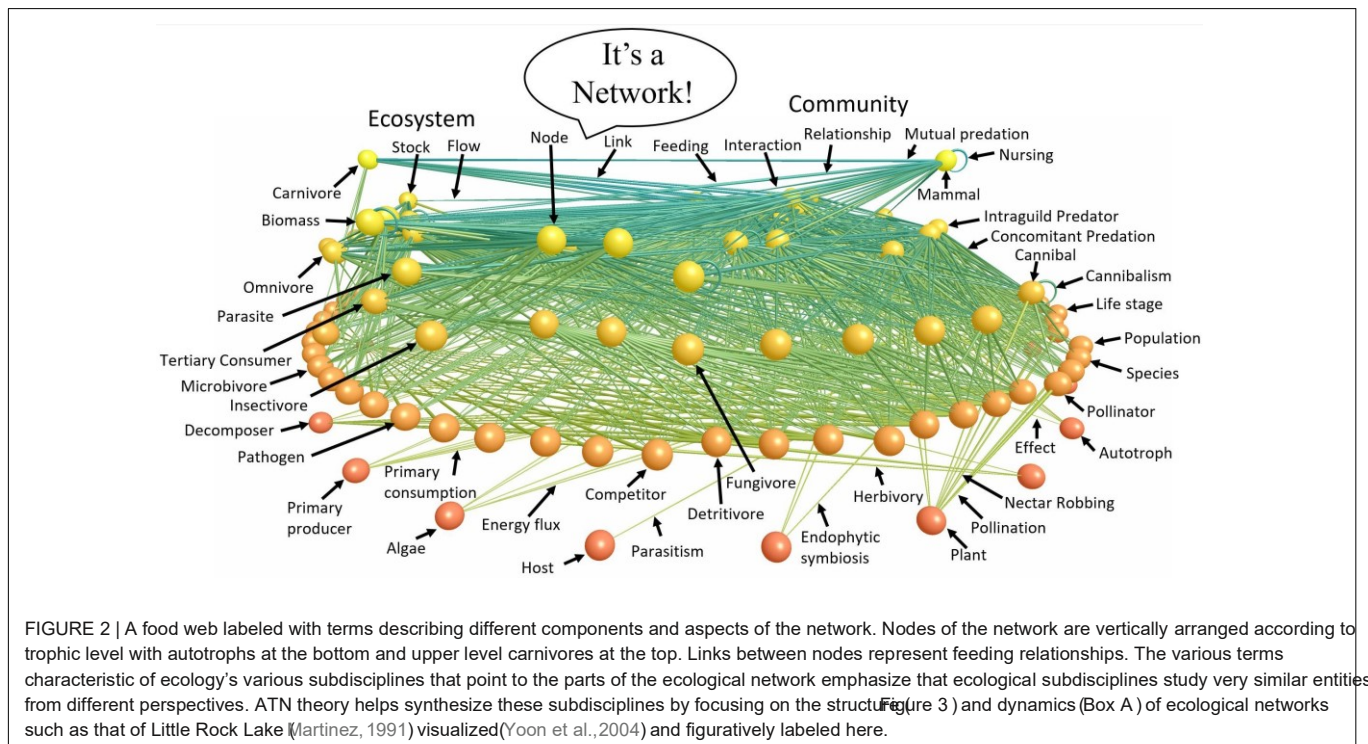 It's a
Network!
Ecosystem
Community
Stock
Flow
Node
Link
Feeding
Interaction
Relationship
Mutual predation
Nursing
Carnivore
Mammal
Biomass
Intraguild Predator
Concomitant Predation
Cannibal
Omnivore
Cannibalism
Parasite
Life stage
Tertiary Consumer
Population
Microbivore
Species
Insectivore
Pollinator
Decomposer
Effect
Autotroph
Pathogen
Primary
consumption
Fungivore
Competitor
Herbivory
Nectar Robbing
Primary
producer
Detritivore
Energy flux
Pollination
Algae
Parasitism
Endophytic
symbiosis
Plant
Host
FIGURE 2 | A food web labeled with terms describing different components and aspects of the network. Nodes of the network are vertically arranged according to
trophic level with autotrophs at the bottom and upper level carnivores at the top. Links between nodes represent feeding relationships. The various terms
characteristic of ecology's various subdisciplines that point to the parts of the ecological network emphasize that ecological subdisciplines study very similar entities
from different perspectives. ATN theory helps synthesize these subdisciplines by focusing on the structure (Figure 3) and dynamics (Box A) of ecological networks
such as that of Little Rock Lake (Martinez, 1991) visualized (Yoon et al., 2004) and figuratively labeled here.